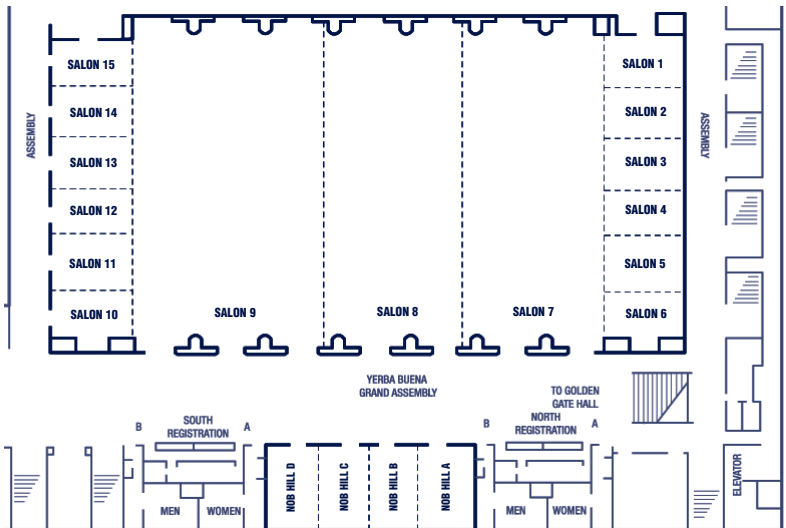 SALON 15
SALON 1
ASSEMBLY
SALON 14
SALON 2
ASSEMBLY
SALON 13
SALON 3
SALON 12
SALON 4
SALON 11
SALON 5
SALON 10
SALON 9
SALON 8
SALON 7
SALON 6
YERBA BUENA
GRAND ASSEMBLY
TO GOLDEN
GATE HALL
B
SOUTH
REGISTRATION
A
B
NORTH
REGISTRATION
A
NOB HILL D
NOB HILL C
NOB HILL B
NOB HILL A
ELEVATOR
MEN
WOMEN
MEN
WOMEN